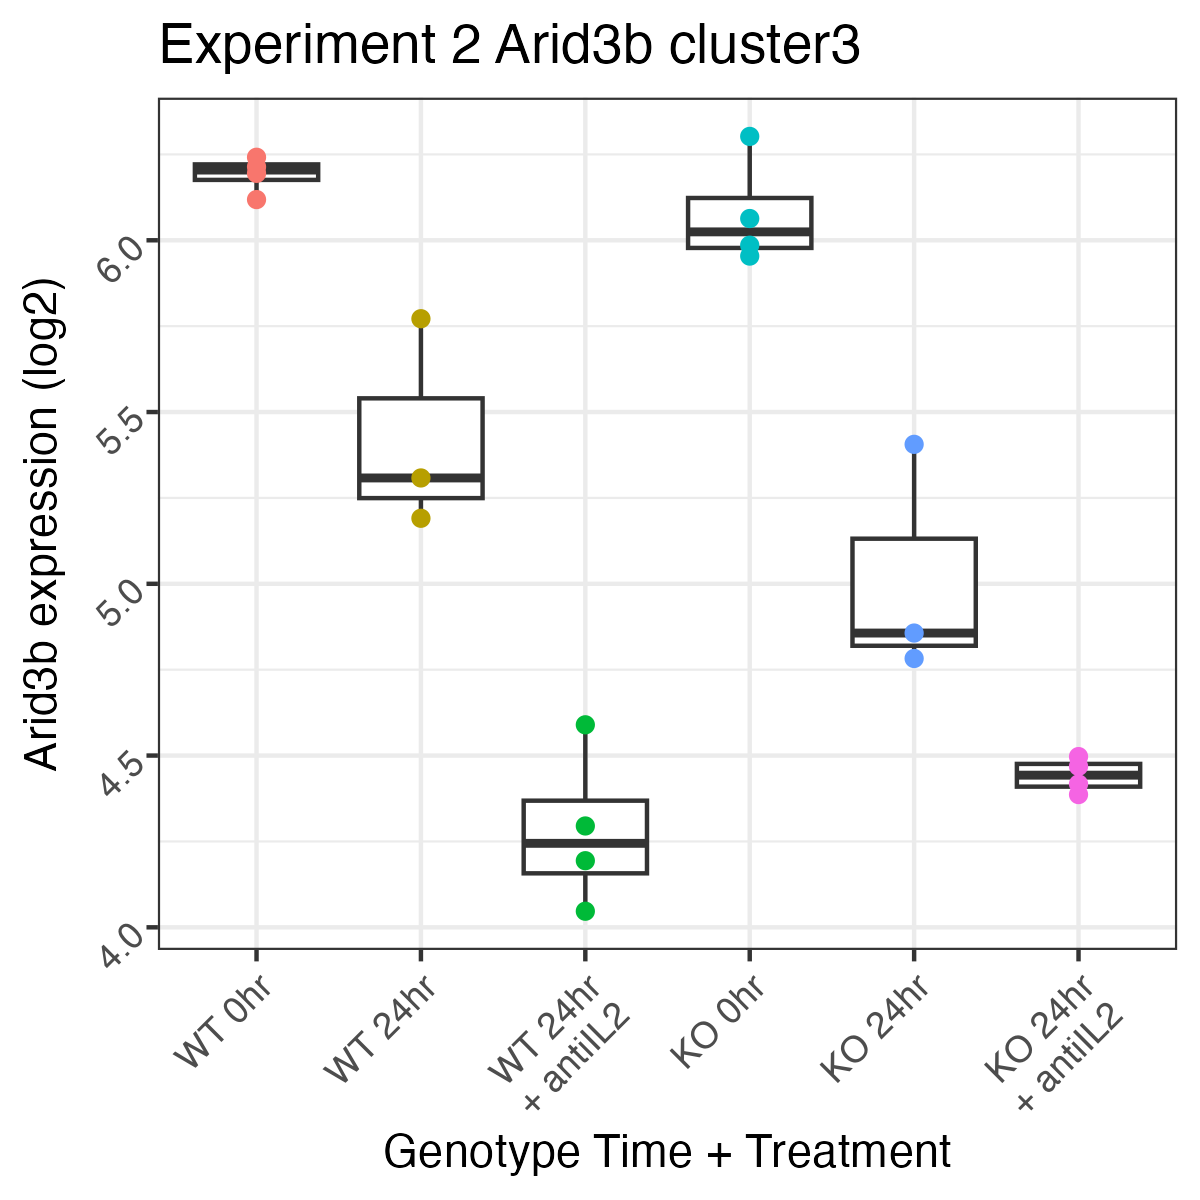 Experiment 2 Arid3b cluster3
Arid3b expression (log2)
6.0
5.5
5.0
4.5
4.0
WT 0hr
WT 24hr
WT 24hr
+ antiIL2
KO 0hr
KO 24hr
KO 24hr
+ antiIL2
Genotype Time + Treatment